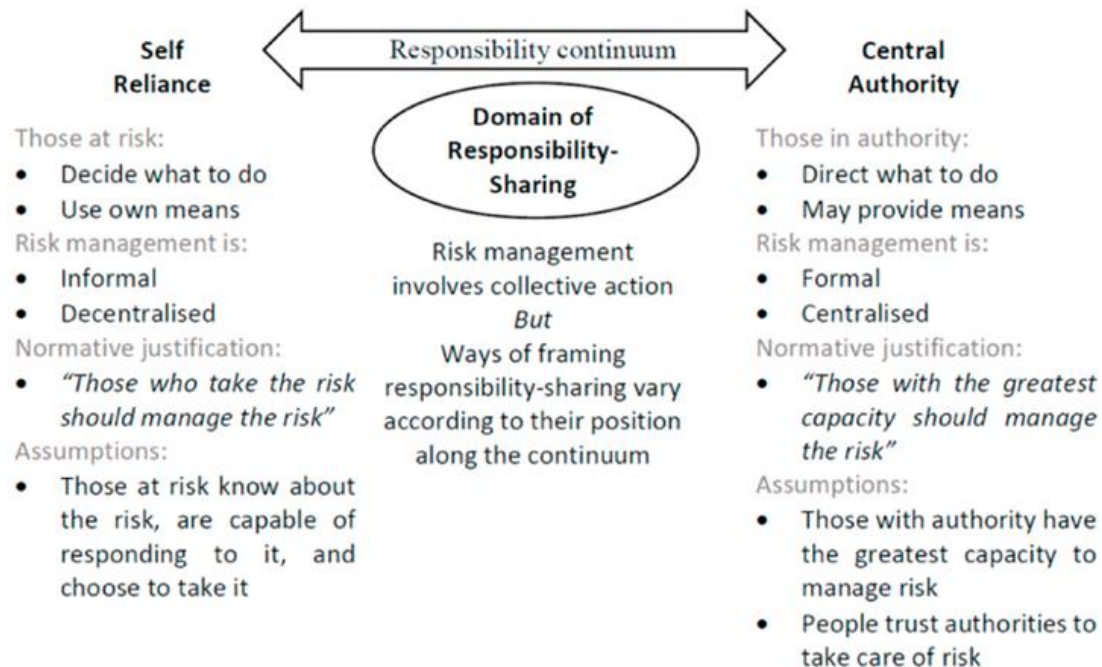 Responsibility continuum
Self
Reliance
Those at risk:
• Decide what to do
• Use own means
Risk management is:
• Informal
• Decentralised
Normative justification:
• “Those who take the risk
should manage the risk”
Assumptions:
• Those at risk know about
the risk, are capable of
responding to it, and
choose to take it
Domain of
Responsibility-
Sharing
Risk management
involves collective action
But
Ways of framing
responsibility-sharing vary
according to their position
along the continuum
Central
Authority
Those in authority:
• Direct what to do
• May provide means
Risk management is:
• Formal
• Centralised
Normative justification:
• “Those with the greatest
capacity should manage
the risk”
Assumptions:
• Those with authority have
the greatest capacity to
manage risk
• People trust authorities to
take care of risk